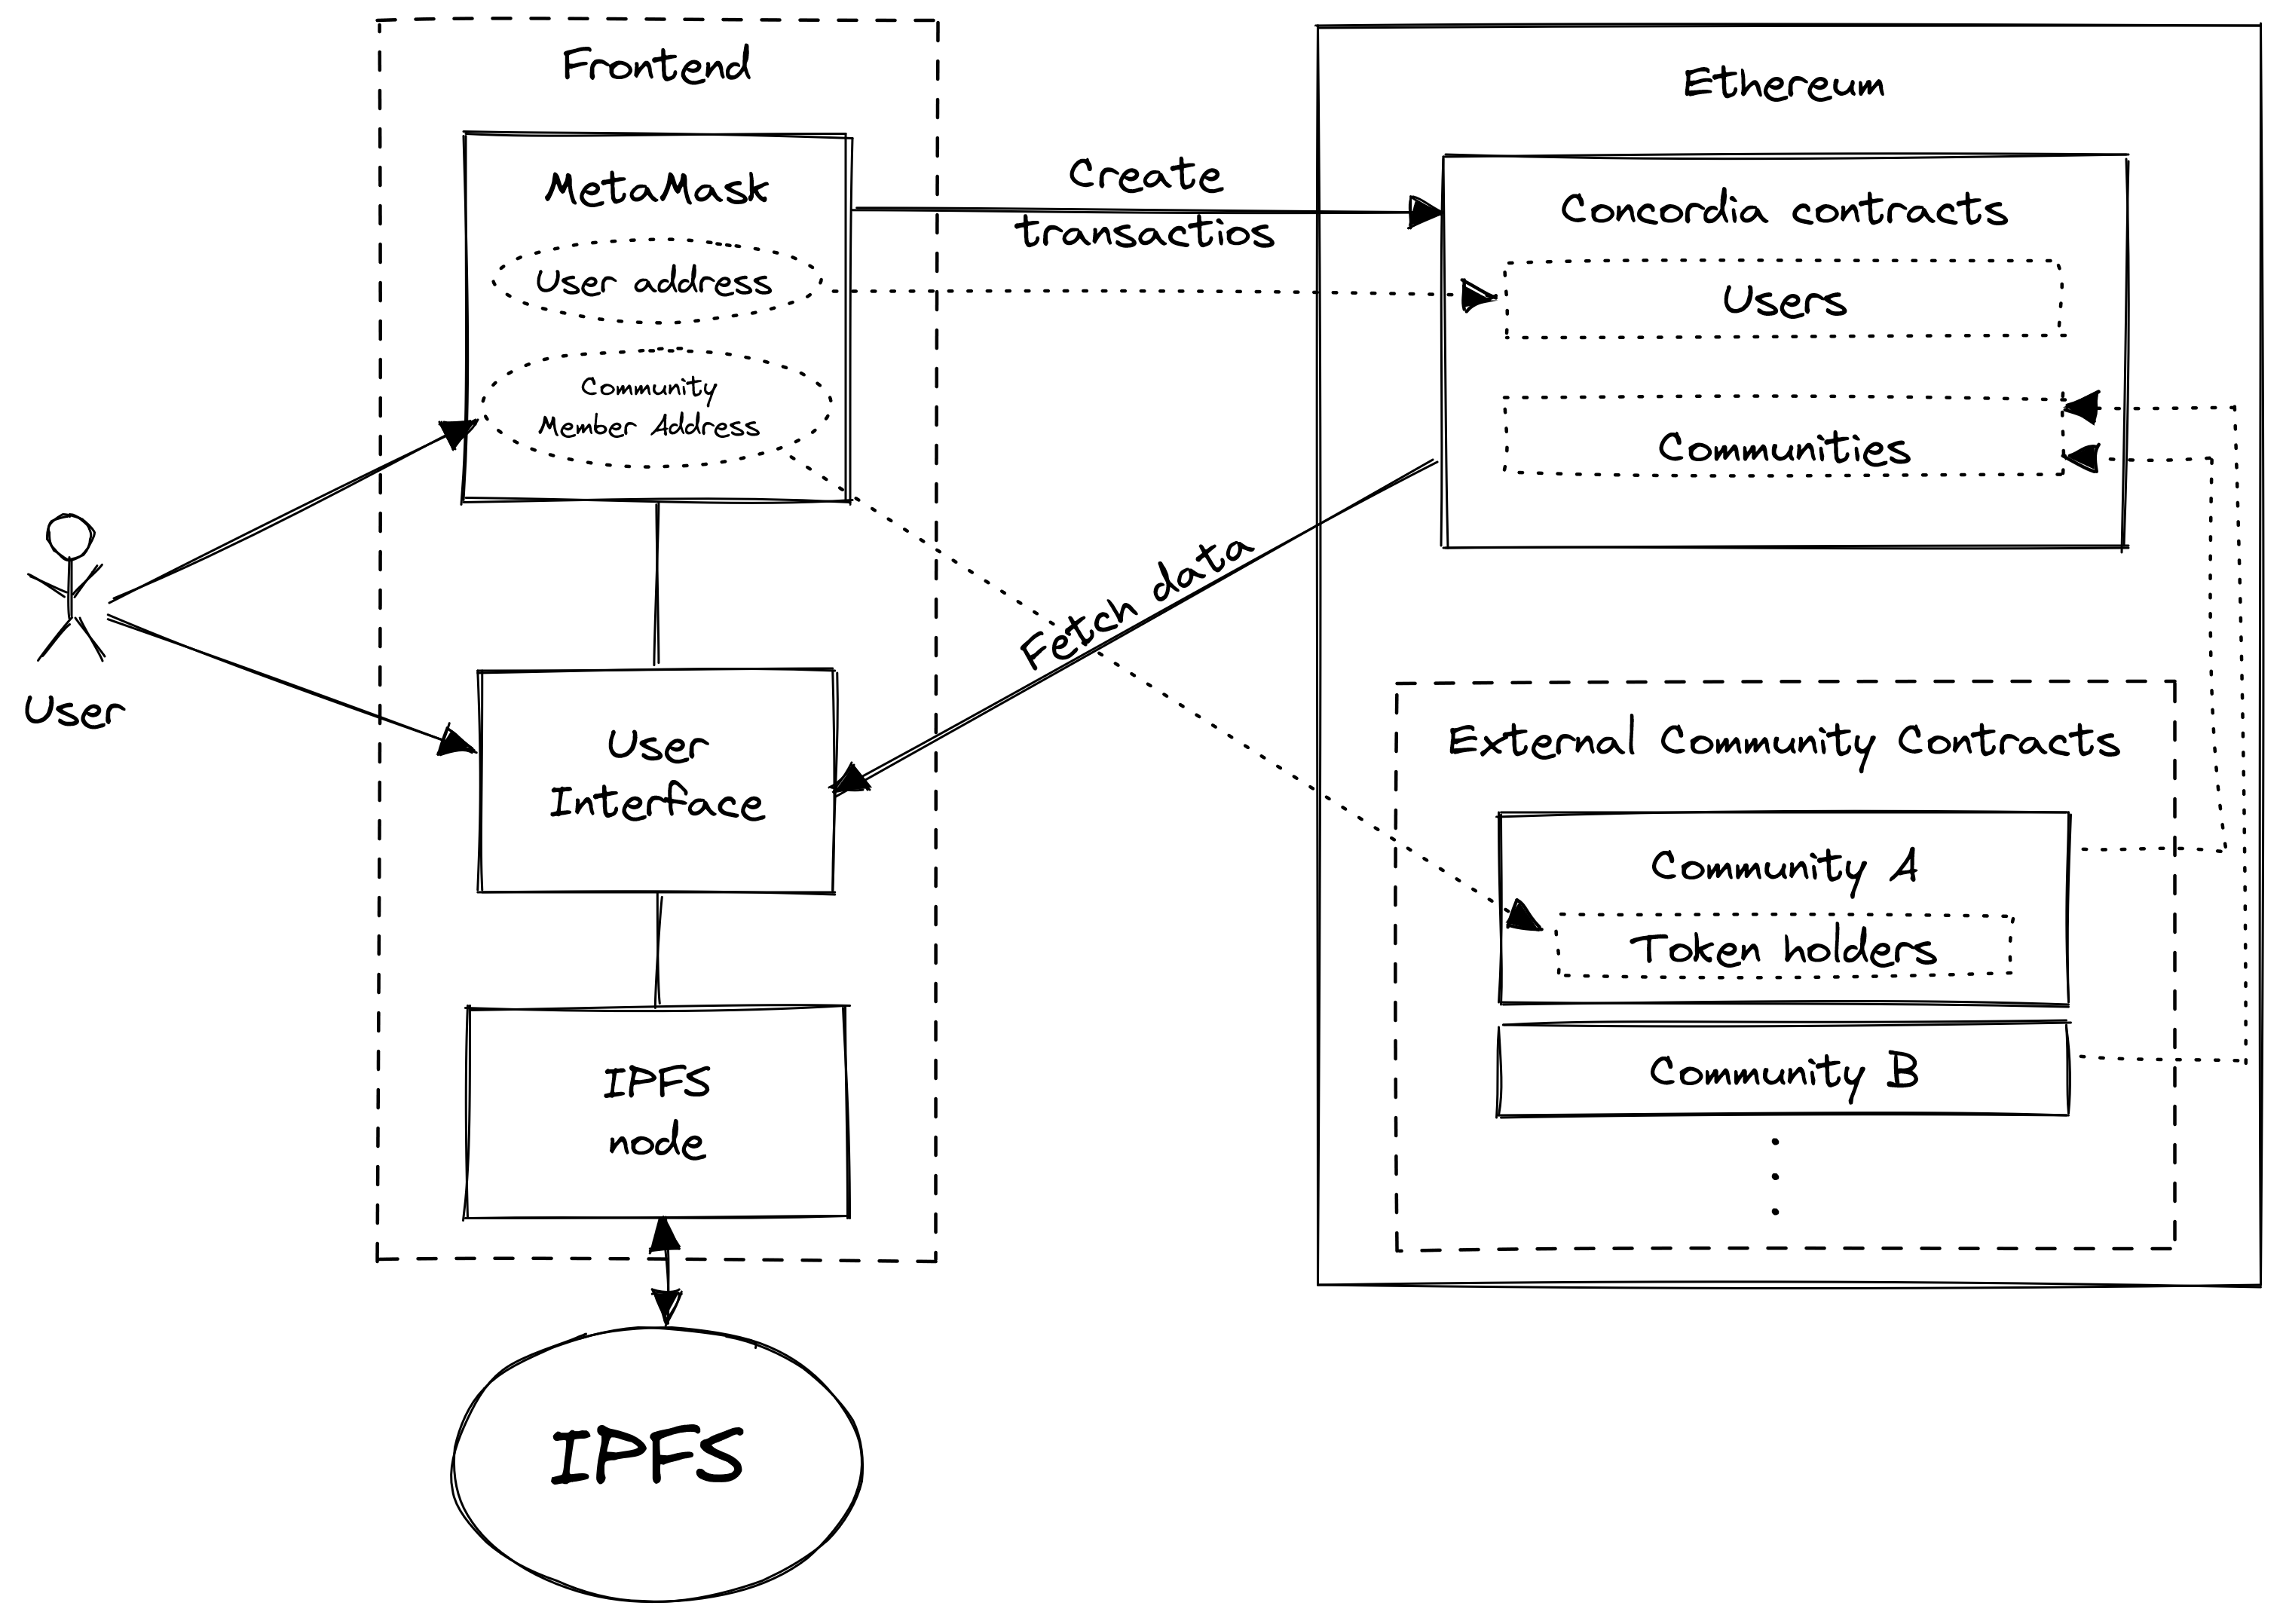 Frontend
MetaMask
User address
Community
Member Address
User
User
Interface
IPFS
node
IPFS
Create
transactios
Fetch data
Ethereum
Concordia contracts
Users
Communities
External Community Contracts
Community A
Token holders
Community B